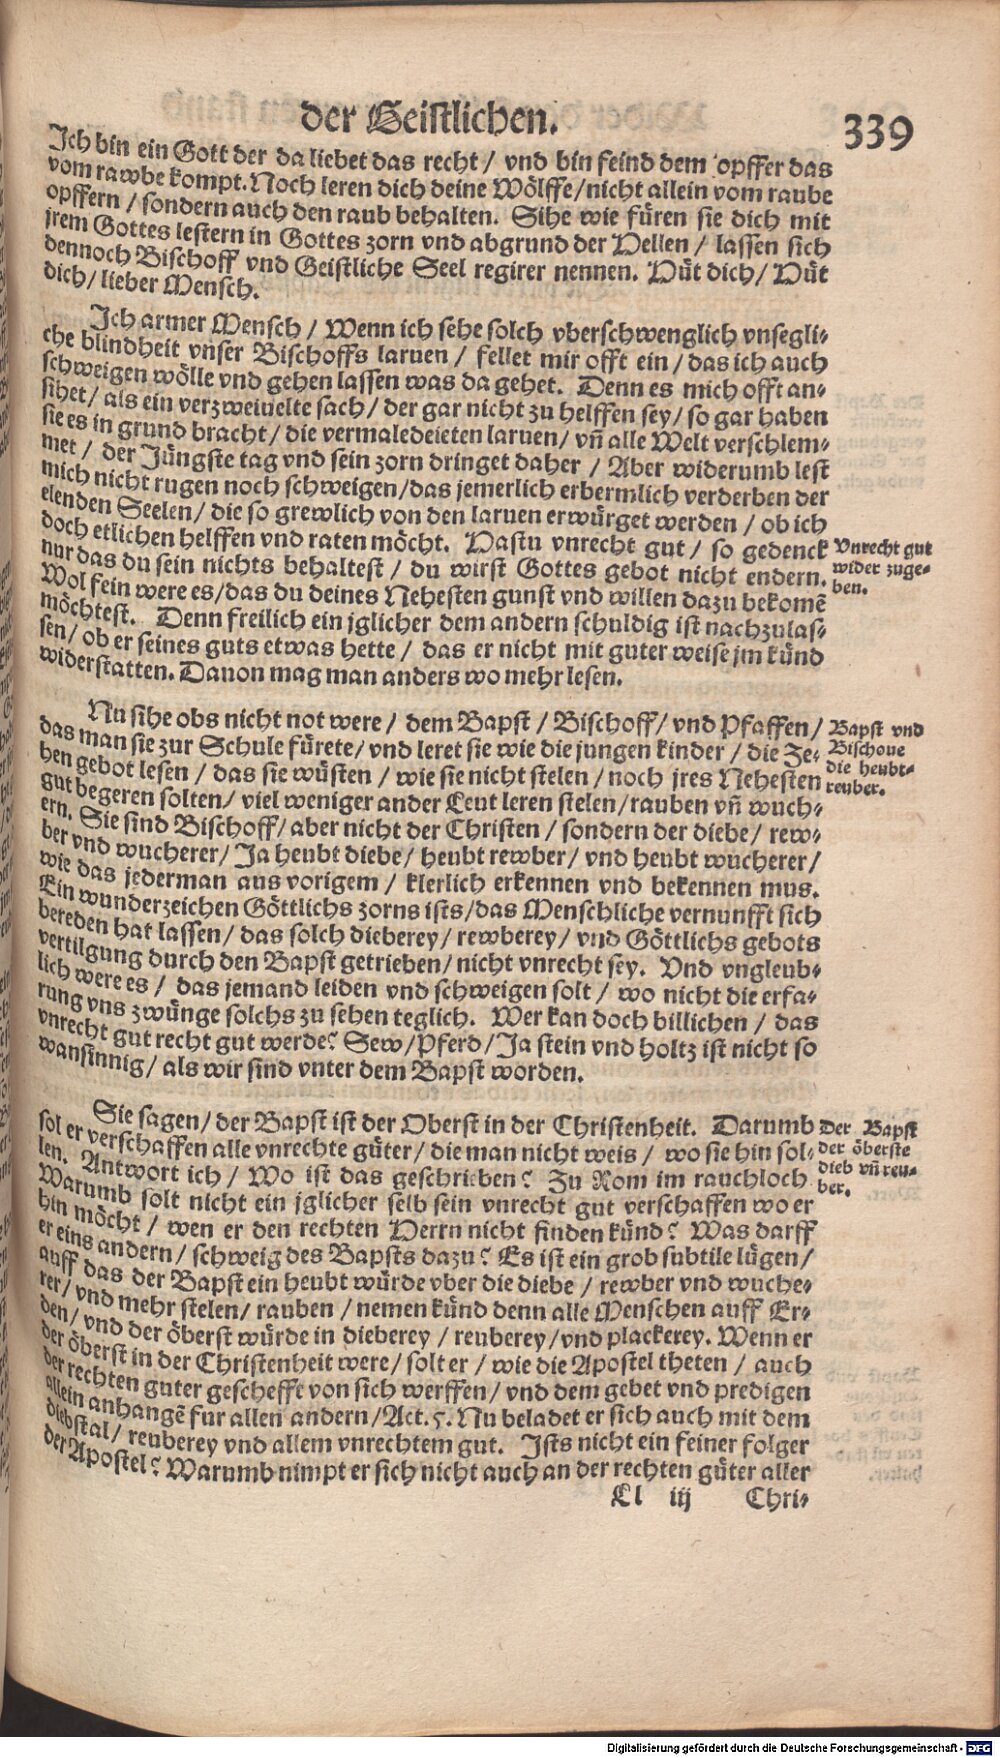 der Geistlichen.
339
Ich bin ein Gott der da liebet das recht / vnd bin feind dem opffer das
vom rawbe kompt. Noch leren dich deine Wölffe / nicht allein vom raube
opffern / sondern auch den raub behalten. Sihe wie füren sie dich mit
jrem Gottes lestern in Gottes zorn vnd abgrund der Hellen / lassen sich
dennoch Bischoff vnd Geistliche Seel regirer nennen. Hüt dich / Hüt
dich / lieber Mensch.
Ich armer Mensch / Wenn ich sehe solch vberschwenglich vnsegli-
che blindheit vnser Bischoffs laruen / fellet mir offt ein / das ich auch
schweigen wölle vnd gehen lassen was da gehet. Denn es mich offt an-
sihet / als ein verzweiuelte sach / der gar nicht zu helffen sey / so gar haben
sie es in grund bracht / die vermaledeieten laruen / vñ alle Welt verschlem-
met / der Jüngste tag vnd sein zorn dringet daher / Aber widerumb lest
mich nicht rugen noch schweigen / das jemerlich erbermlich verderben der
elenden Seelen / die so grewlich von den laruen erwürget werden / ob ich
doch etlichen helffen vnd raten möcht. Hastu vnrecht gut / so gedenck
nur das du sein nichts behaltest / du wirst Gottes gebot nicht endern.
Wol fein were es / das du deines Nehesten gunst vnd willen dazu bekomẽ
möchtest. Denn freilich ein jglicher dem andern schuldig ist nachzulas-
sen / ob er seines guts etwas hette / das er nicht mit guter weise jm künd
widerstatten. Dauon mag man anders wo mehr lesen.
Vnrecht gut
wider zuge-
ben.
Nu sihe obs nicht not were / dem Bapst / Bischoff / vnd Pfaffen /
das man sie zur Schule fürete / vnd leret sie wie die jungen kinder / die Ze-
hen gebot lesen / das sie wüsten / wie sie nicht stelen / noch jres Nehesten
gut begeren solten / viel weniger ander Leut leren stelen / rauben vñ wuch-
ern. Sie sind Bischoff / aber nicht der Christen / sondern der diebe / rew-
ber vnd wucherer / Ja heubt diebe / heubt rewber / vnd heubt wucherer /
wie das jederman aus vorigem / klerlich erkennen vnd bekennen mus.
Ein wunderzeichen Göttlichs zorns ists / das Menschliche vernunfft sich
bereden hat lassen / das solch dieberey / rewberey / vnd Göttlichs gebots
vertilgung durch den Bapst getrieben / nicht vnrecht sey. Vnd vngleub-
lich were es / das jemand leiden vnd schweigen solt / wo nicht die erfa-
rung vns zwünge solchs zu sehen teglich. Wer kan doch billichen / das
vnrecht gut recht gut werde? Sew / Pferd / Ja stein vnd holtz ist nicht so
wansinnig / als wir sind vnter dem Bapst worden.
Bapst vnd
Bischoue
die heubt-
reuber.
Sie sagen / der Bapst ist der Oberst in der Christenheit. Darumb
sol er verschaffen alle vnrechte güter / die man nicht weis / wo sie hin sol-
len. Antwort ich / Wo ist das geschrieben? Zu Rom im rauchloch.
Warumb solt nicht ein jglicher selb sein vnrecht gut verschaffen wo er
hin möcht / wen er den rechten Herrn nicht finden künd? Was darff
er eins andern / schweig des Bapsts dazu? Es ist ein grob subtile lügen /
auff das der Bapst ein heubt würde vber die diebe / rewber vnd wuche-
rer / vnd mehr stelen / rauben / nemen künd denn alle Menschen auff Er-
den / vnd der öberst würde in dieberey / reuberey / vnd plackerey. Wenn er
der öberst in der Christenheit were / solt er / wie die Apostel theten / auch
der rechten guter gescheffte von sich werffen / vnd dem gebet vnd predigen
allein anhangẽ fur allen andern / Act. 5. Nu beladet er sich auch mit dem
diebstal / reuberey vnd allem vnrechtem gut. Ists nicht ein feiner folger
der Apostel? Warumb nimpt er sich nicht auch an der rechten güter aller
Der Bapst
der öberste
dieb vñ reu-
ber.
Ll iij Chri-
Digitalisierung gefördert durch die Deutsche Forschungsgemeinschaft - DFG